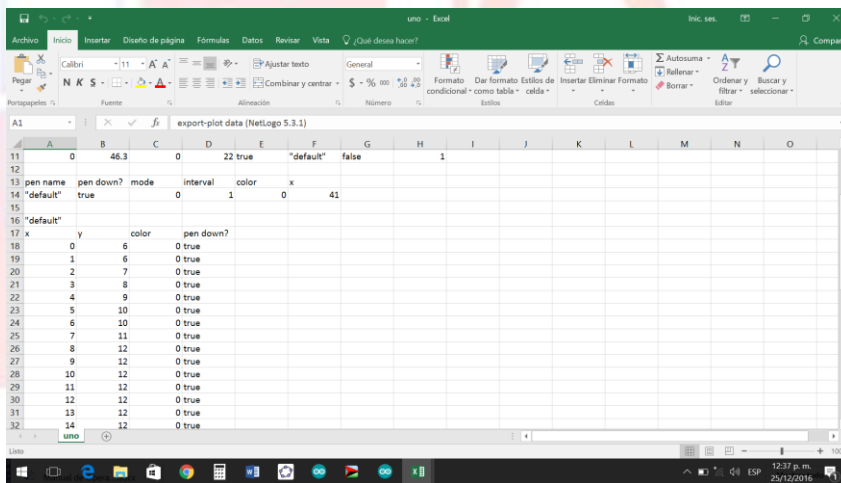 uno - Excel Inic. ses.
Archivo Inicio Insertar Diseño de página Fórmulas Datos Revisar Vista ¿Qué desea hacer? Compar
Pegar Calibri 11 A A Ajustar texto General Formato condicional Dar formato como tabla Estilos de celda Insertar Eliminar Formato Autosuma Rellenar Borrar Ordenar y filtrar Buscar y seleccionar
N K S A Combinar y centrar $ % 000
Portapapeles Fuente Alineación Número Estilos Celdas Editar
A1 fx export-plot data (NetLogo 5.3.1)
A B C D E F G H I J K L M N O
11 0 46.3 0 22 true "default" false 1
12
13 pen name pen down? mode interval color x
14 "default" true 0 1 0 41
15
16 "default"
17 x y color pen down?
18 0 6 0 true
19 1 6 0 true
20 2 7 0 true
21 3 8 0 true
22 4 9 0 true
23 5 10 0 true
24 6 10 0 true
25 7 11 0 true
26 8 12 0 true
27 9 12 0 true
28 10 12 0 true
29 11 12 0 true
30 12 12 0 true
31 13 12 0 true
32 14 12 0 true
uno
Listo 100
ESP 12:37 p. m.
25/12/2016